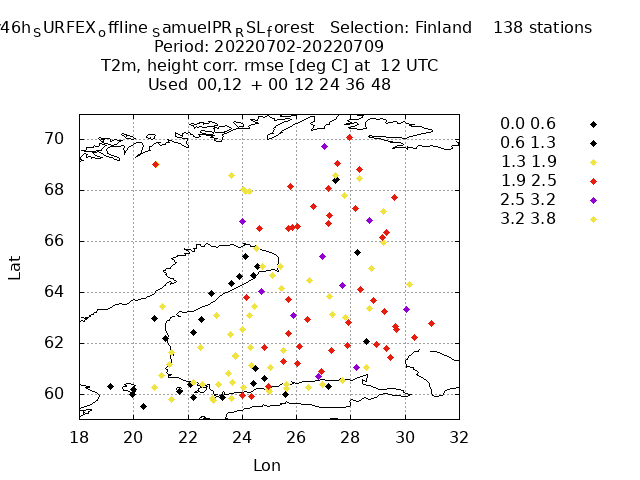 46h_SURFEX_offline_SamuelPR_RSL_forest   Selection: Finland   138 stations
Period: 20220702-20220709
T2m, height corr. rmse [deg C] at  12 UTC
Used  00,12  + 00 12 24 36 48
0.0 0.6
0.6 1.3
1.3 1.9
1.9 2.5
2.5 3.2
3.2 3.8
70
68
66
64
62
60
Lat
18 20 22 24 26 28 30 32
Lon